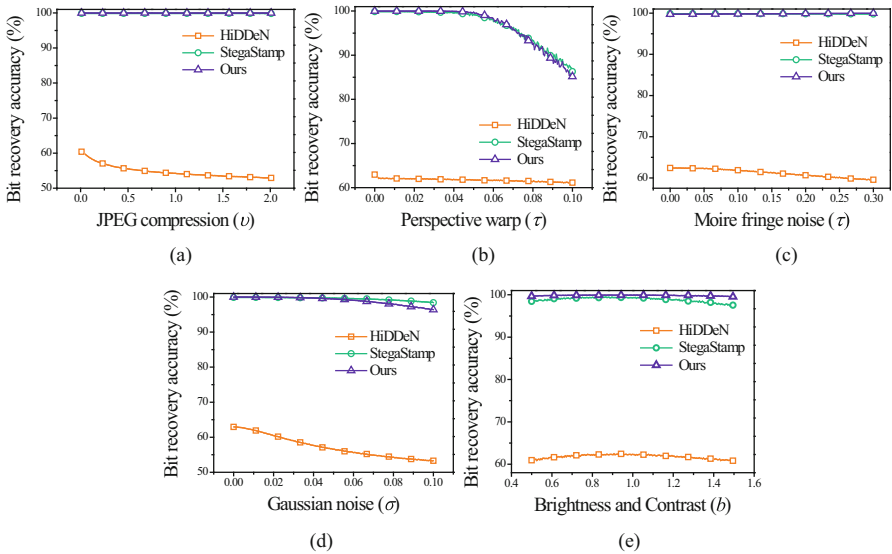 Bit recovery accuracy (%)
100
90
80
70
60
50
HiDDeN
StegaStamp
Ours
0.0
0.5
1.0
1.5
2.0
JPEG compression (υ)
(a)
Bit recovery accuracy (%)
100
95
90
85
65
60
HiDDeN
StegaStamp
Ours
0.00
0.02
0.04
0.06
0.08
0.10
Perspective warp (τ)
(b)
Bit recovery accuracy (%)
100
90
80
70
60
HiDDeN
StegaStamp
Ours
0.00
0.05
0.10
0.15
0.20
0.25
0.30
Moire fringe noise (τ)
(c)
Bit recovery accuracy (%)
100
95
90
60
50
HiDDeN
StegaStamp
Ours
0.00
0.02
0.04
0.06
0.08
0.10
Gaussian noise (σ)
(d)
Bit recovery accuracy (%)
100
95
90
65
60
HiDDeN
StegaStamp
Ours
0.4
0.6
0.8
1.0
1.2
1.4
1.6
Brightness and Contrast (b)
(e)